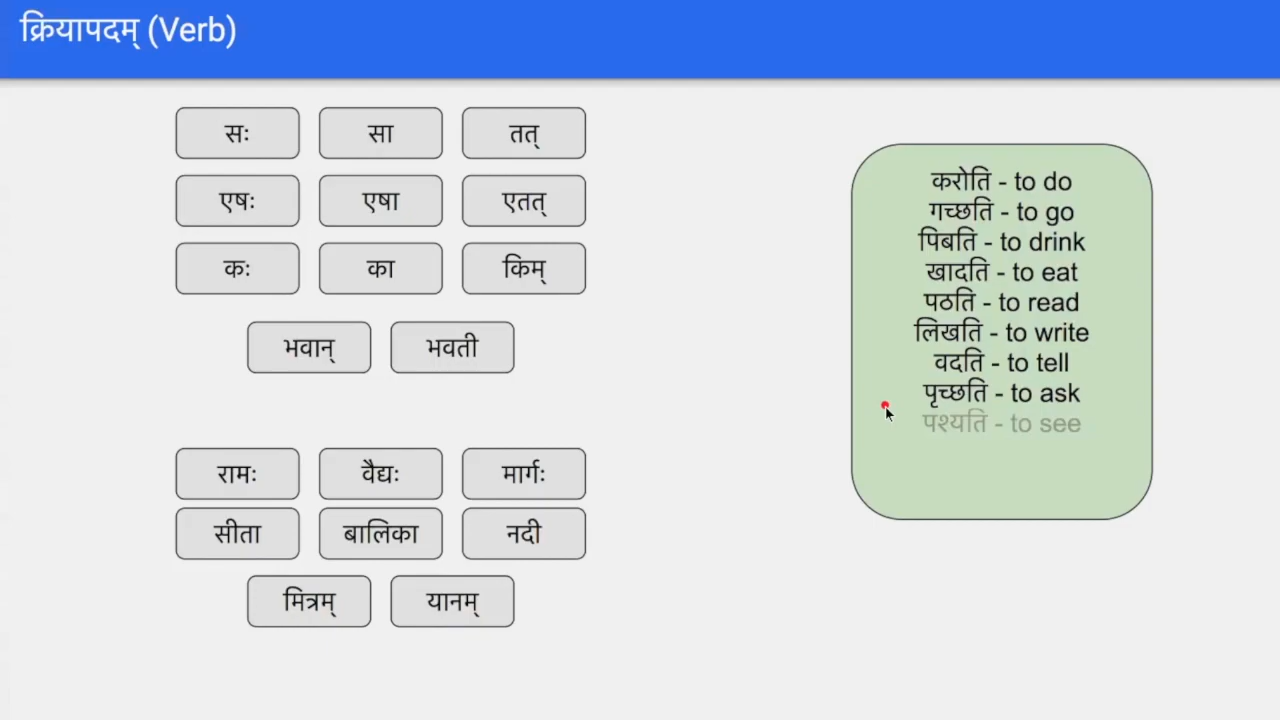 क्रियापदम् (Verb)
सः सा तत्
एषः एषा एतत्
कः का किम्
भवान् भवती
रामः वैद्यः मार्गः
सीता बालिका नदी
मित्रम् यानम्
करोति - to do
गच्छति - to go
पिबति - to drink
खादति - to eat
पठति - to read
लिखति - to write
वदति - to tell
पृच्छति - to ask
पश्यति - to see